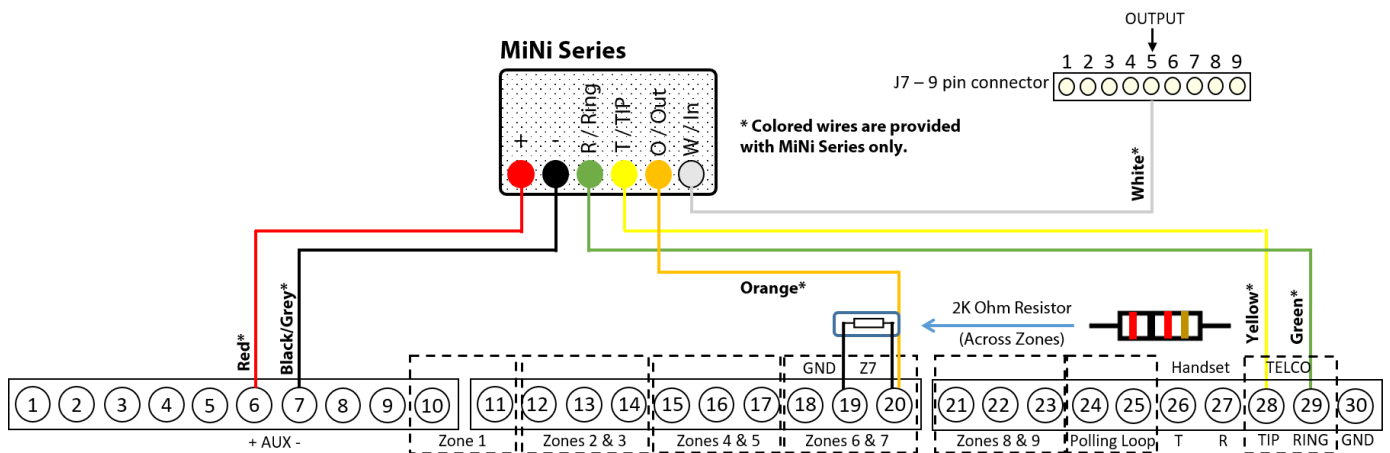 OUTPUT
MiNi Series
1 2 3 4 5 6 7 8 9
J7 – 9 pin connector
+
-
R / Ring
T / TIP
O / Out
W / In
* Colored wires are provided
with MiNi Series only.
White*
Orange*
2K Ohm Resistor
(Across Zones)
Red*
Black/Grey*
Yellow*
Green*
GND Z7
Handset
TELCO
1 2 3 4 5 6 7 8 9 10 11 12 13 14 15 16 17 18 19 20 21 22 23 24 25 26 27 28 29 30
+ AUX - Zone 1 Zones 2 & 3 Zones 4 & 5 Zones 6 & 7 Zones 8 & 9 Polling Loop T R TIP RING GND